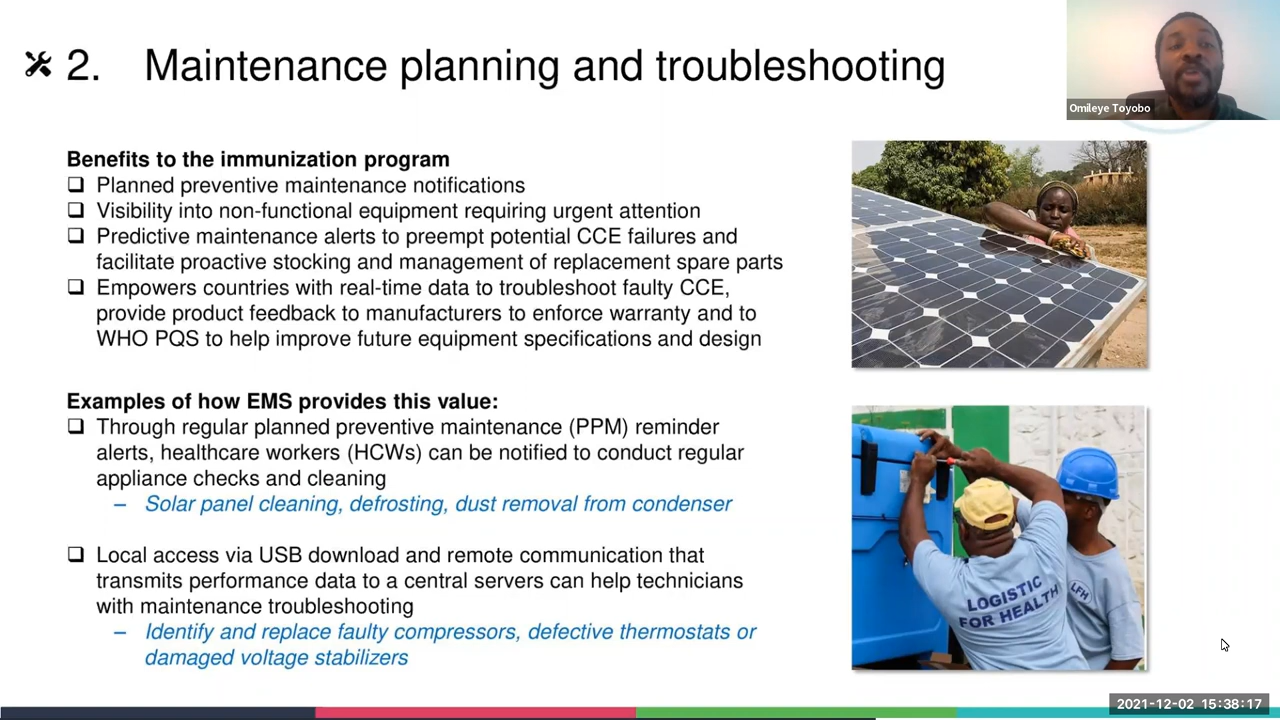 2. Maintenance planning and troubleshooting
Omileye Toyobo
Benefits to the immunization program
Planned preventive maintenance notifications
Visibility into non-functional equipment requiring urgent attention
Predictive maintenance alerts to preempt potential CCE failures and
facilitate proactive stocking and management of replacement spare parts
Empowers countries with real-time data to troubleshoot faulty CCE,
provide product feedback to manufacturers to enforce warranty and to
WHO PQS to help improve future equipment specifications and design
Examples of how EMS provides this value:
Through regular planned preventive maintenance (PPM) reminder
alerts, healthcare workers (HCWs) can be notified to conduct regular
appliance checks and cleaning
– Solar panel cleaning, defrosting, dust removal from condenser
Local access via USB download and remote communication that
transmits performance data to a central servers can help technicians
with maintenance troubleshooting
– Identify and replace faulty compressors, defective thermostats or
damaged voltage stabilizers
LOGISTIC
FOR HEALTH
LFH
2021-12-02 15:38:17